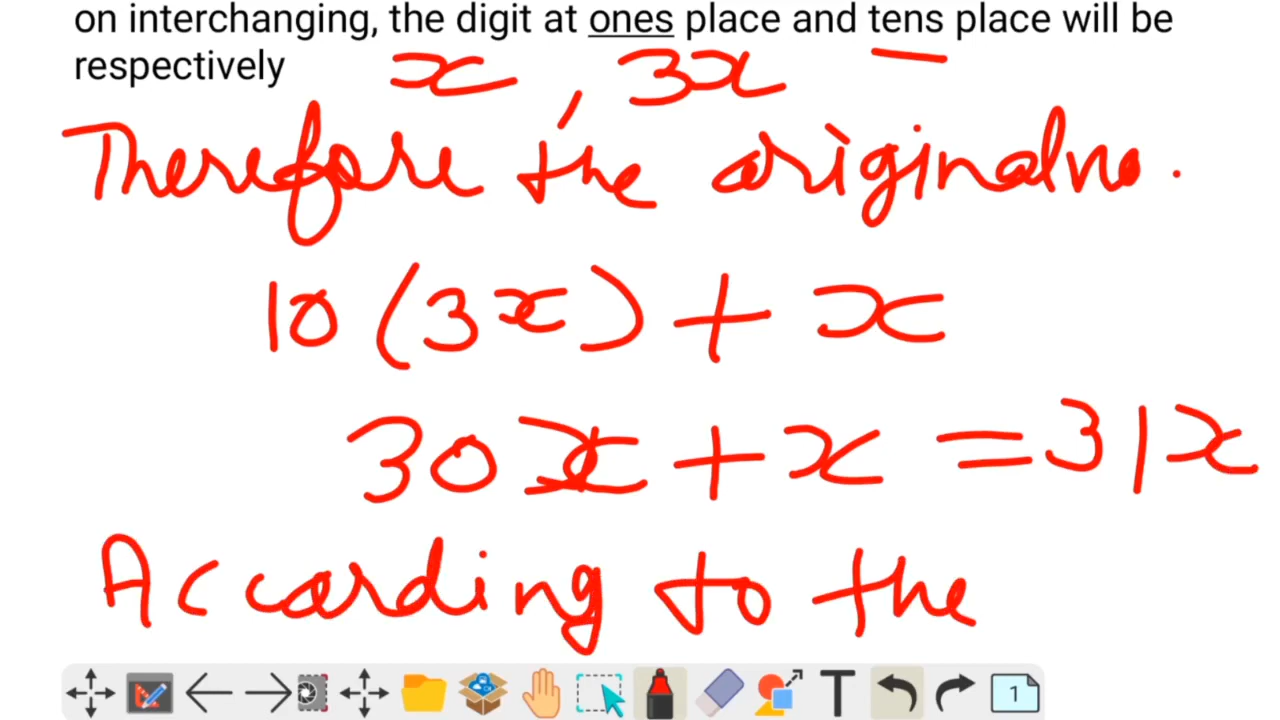 on interchanging, the digit at ones place and tens place will be
respectively x, 3x
Therefore the original no.
10 (3x) + x
30x + x = 31x
According to the
T 1